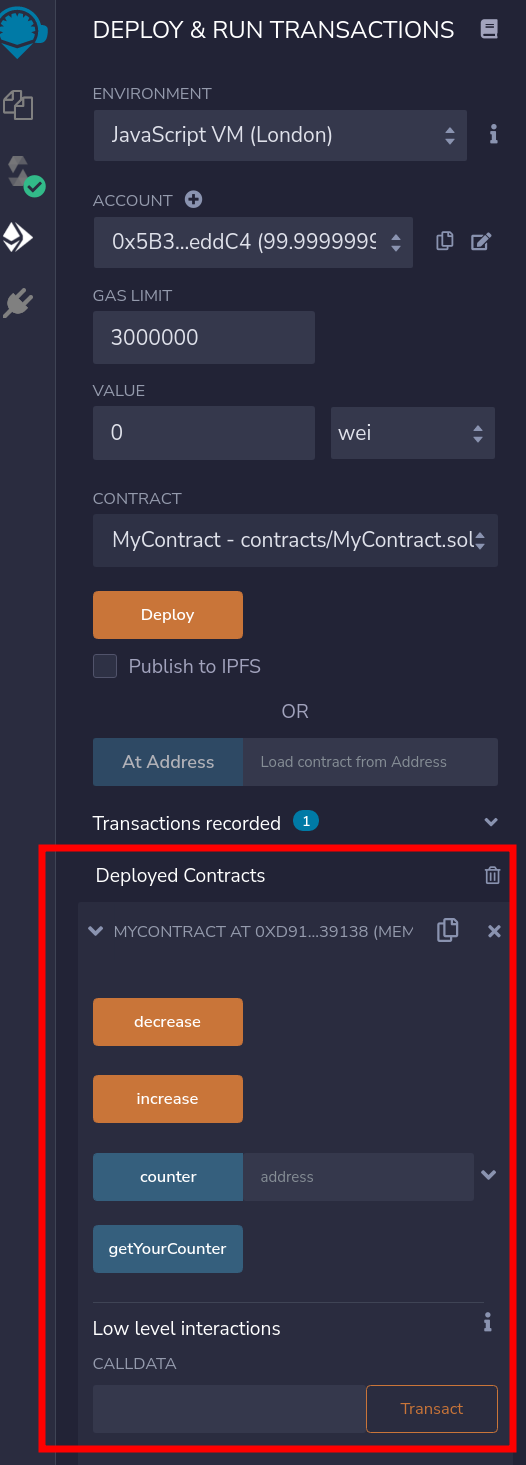 DEPLOY & RUN TRANSACTIONS
ENVIRONMENT
JavaScript VM (London)
ACCOUNT
0x5B3...eddC4 (99.9999999
GAS LIMIT
3000000
VALUE
0 wei
CONTRACT
MyContract - contracts/MyContract.sol
Deploy
Publish to IPFS
OR
At Address Load contract from Address
Transactions recorded 1
Deployed Contracts
MYCONTRACT AT 0XD91...39138 (MEM
decrease
increase
counter address
getYourCounter
Low level interactions
CALLDATA
Transact